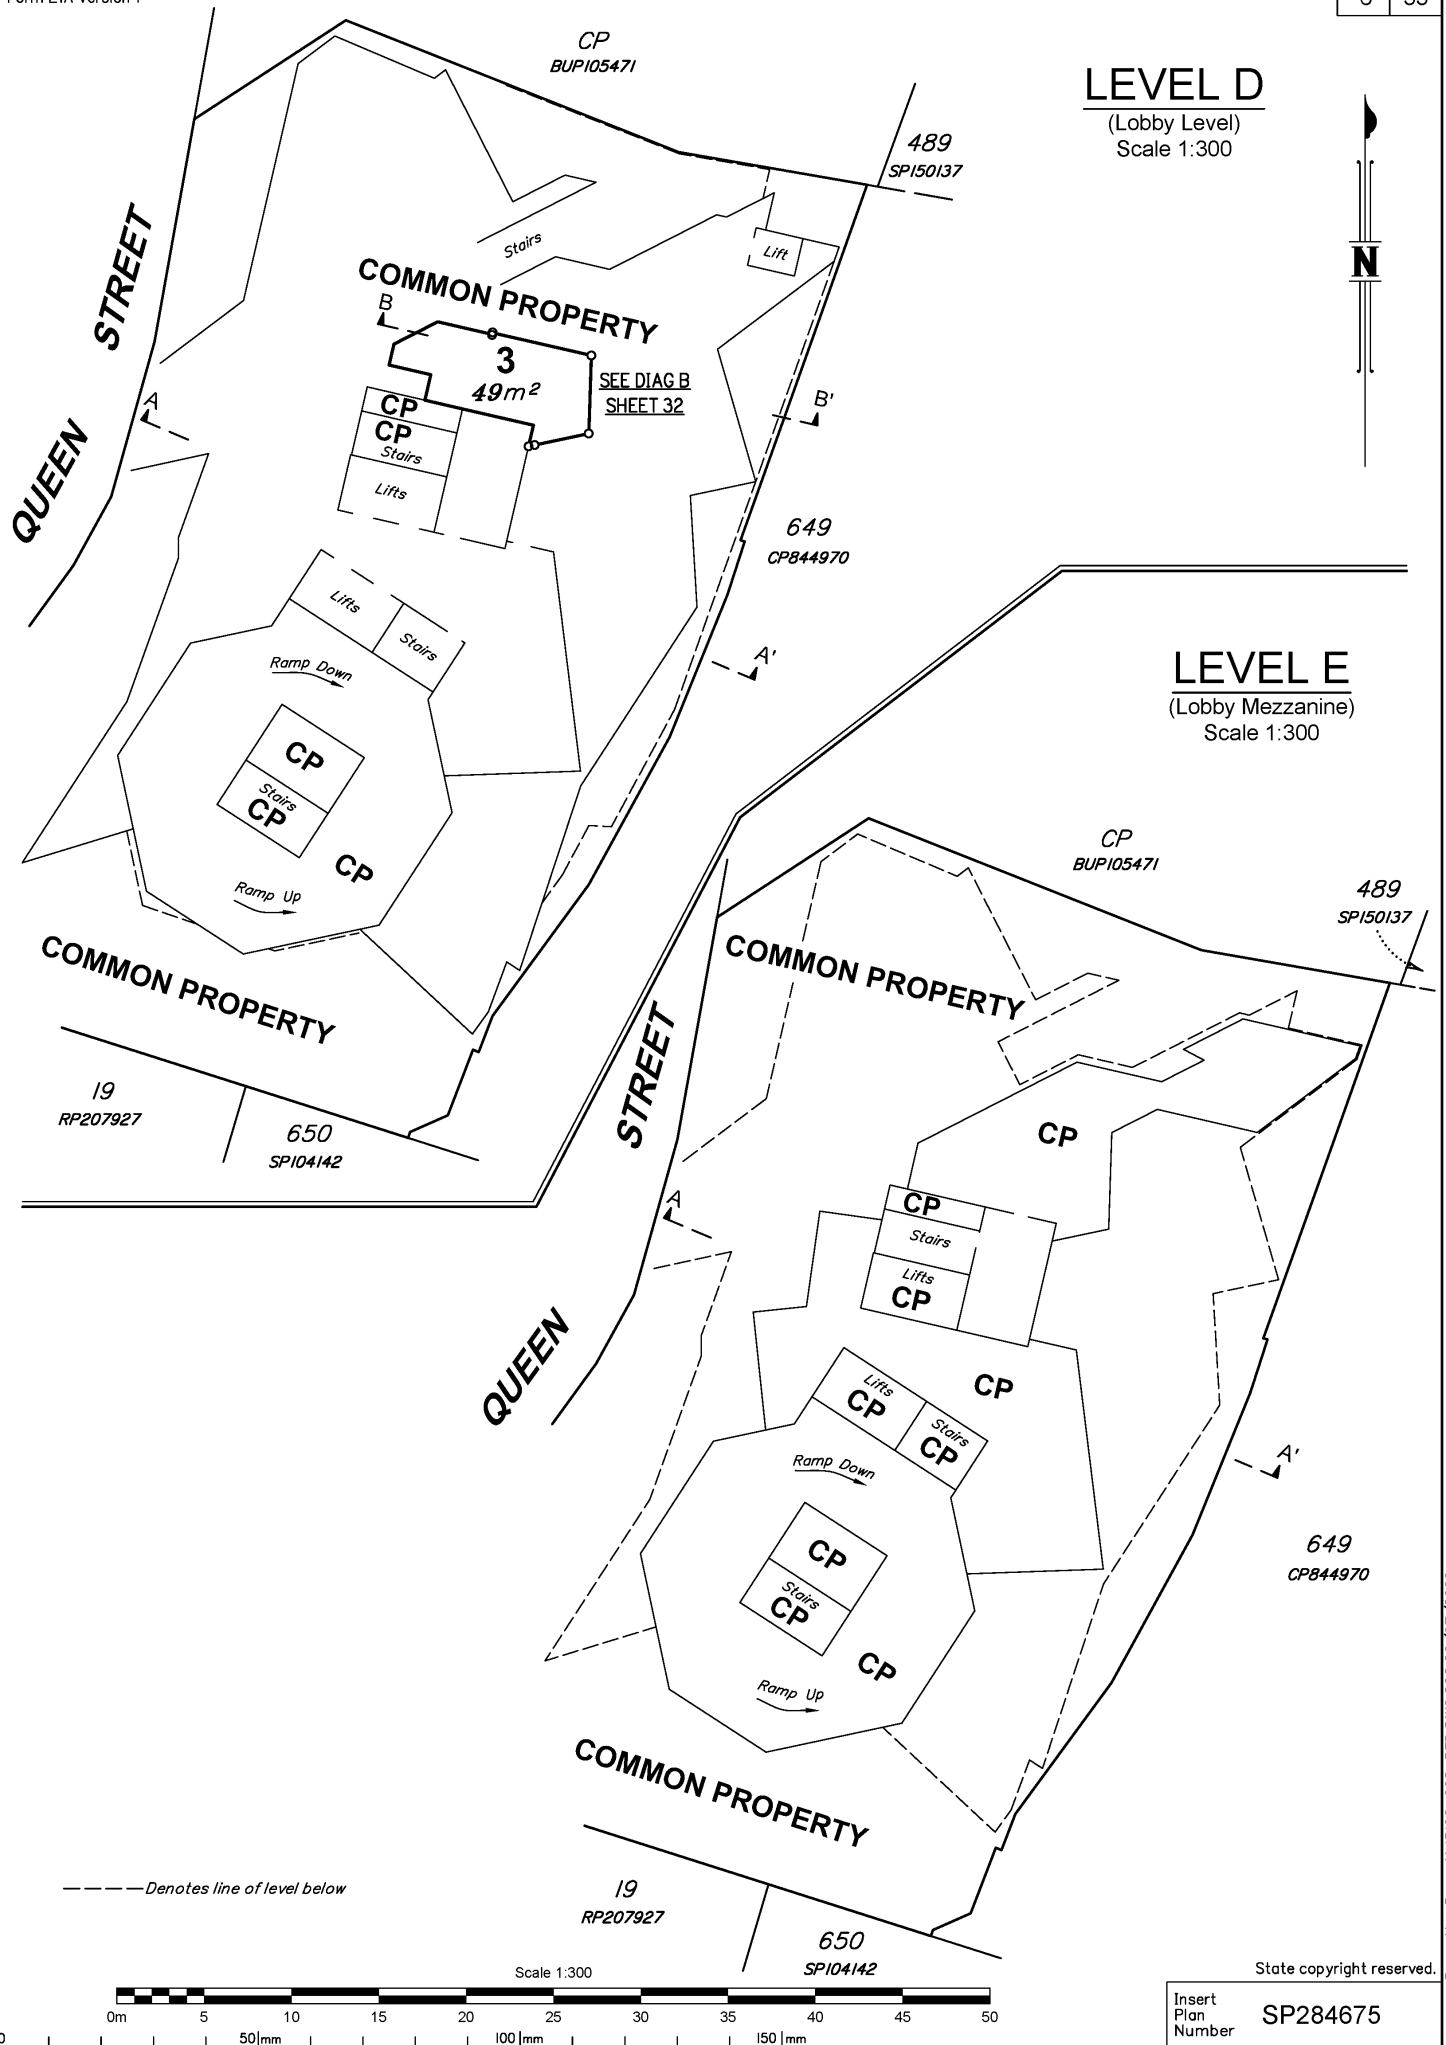 CP
BUP105471
LEVEL D
(Lobby Level)
Scale 1:300
489
SP150137
N
STREET
QUEEN
Stairs
Lift
COMMON PROPERTY
B
3
49m²
SEE DIAG B
SHEET 32
B'
A
CP
CP
Stairs
Lifts
649
CP844970
Lifts
Stairs
A'
Ramp Down
CP
Stairs
CP
CP
Ramp Up
COMMON PROPERTY
19
RP207927
650
SP104142
LEVEL E
(Lobby Mezzanine)
Scale 1:300
CP
BUP105471
489
SP150137
COMMON PROPERTY
STREET
QUEEN
CP
A
CP
Stairs
Lifts
CP
CP
Lifts
CP
Stairs
CP
A'
Ramp Down
CP
Stairs
CP
CP
Ramp Up
649
CP844970
COMMON PROPERTY
19
RP207927
650
SP104142
Denotes line of level below
Scale 1:300
0m 5 10 15 20 25 30 35 40 45 50
50 mm 100 mm 150 mm
State copyright reserved.
Insert
Plan
Number
SP284675